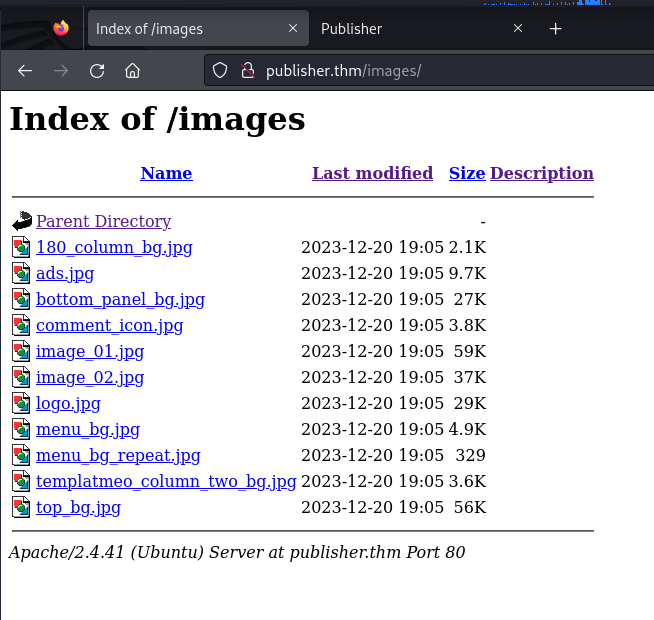 Index of /images
Publisher
publisher.thm/images/
Index of /images
Name Last modified Size Description
Parent Directory -
180_column_bg.jpg 2023-12-20 19:05 2.1K
ads.jpg 2023-12-20 19:05 9.7K
bottom_panel_bg.jpg 2023-12-20 19:05 27K
comment_icon.jpg 2023-12-20 19:05 3.8K
image_01.jpg 2023-12-20 19:05 59K
image_02.jpg 2023-12-20 19:05 37K
logo.jpg 2023-12-20 19:05 29K
menu_bg.jpg 2023-12-20 19:05 4.9K
menu_bg_repeat.jpg 2023-12-20 19:05 329
templatmeo_column_two_bg.jpg 2023-12-20 19:05 3.6K
top_bg.jpg 2023-12-20 19:05 56K
Apache/2.4.41 (Ubuntu) Server at publisher.thm Port 80